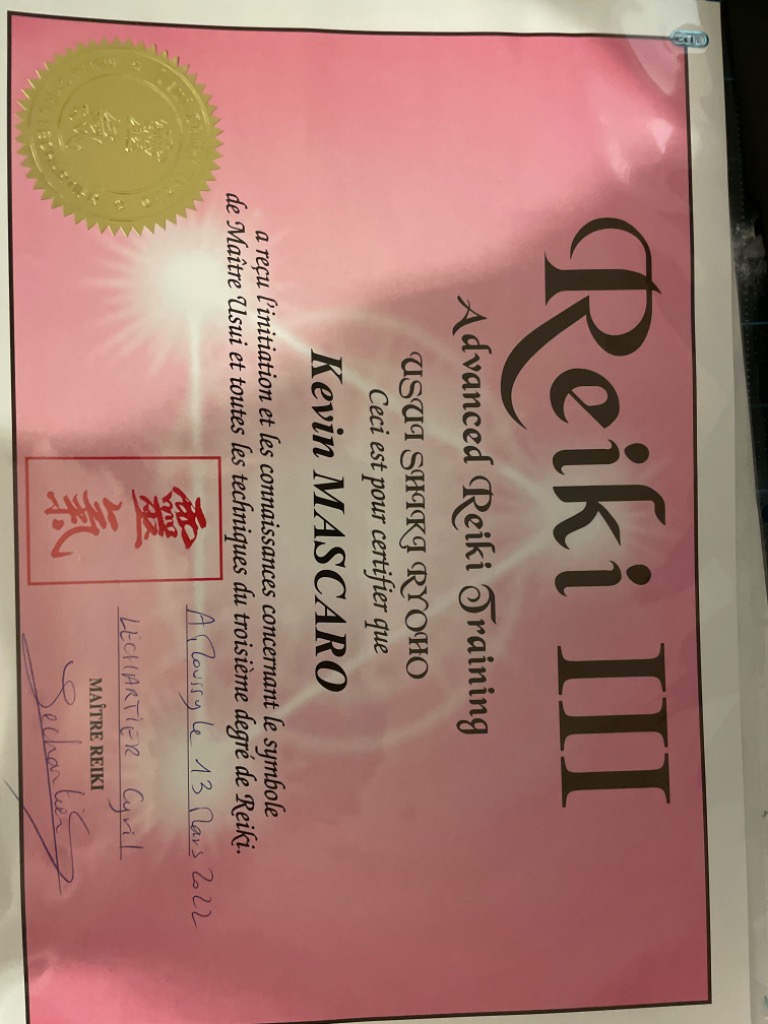 Reiki III
Advanced Reiki Training
USUI SHIKI RYOHO
Ceci est pour certifier que
Kevin MASCARO
a reçu l'initiation et les connaissances concernant le symbole
de Maître Usui et toutes les techniques du troisième degré de Reiki.
靈氣
A Moussy le 13 Mars 2022
LECHARTIER Cyril
MAÎTRE REIKI
Lechartier